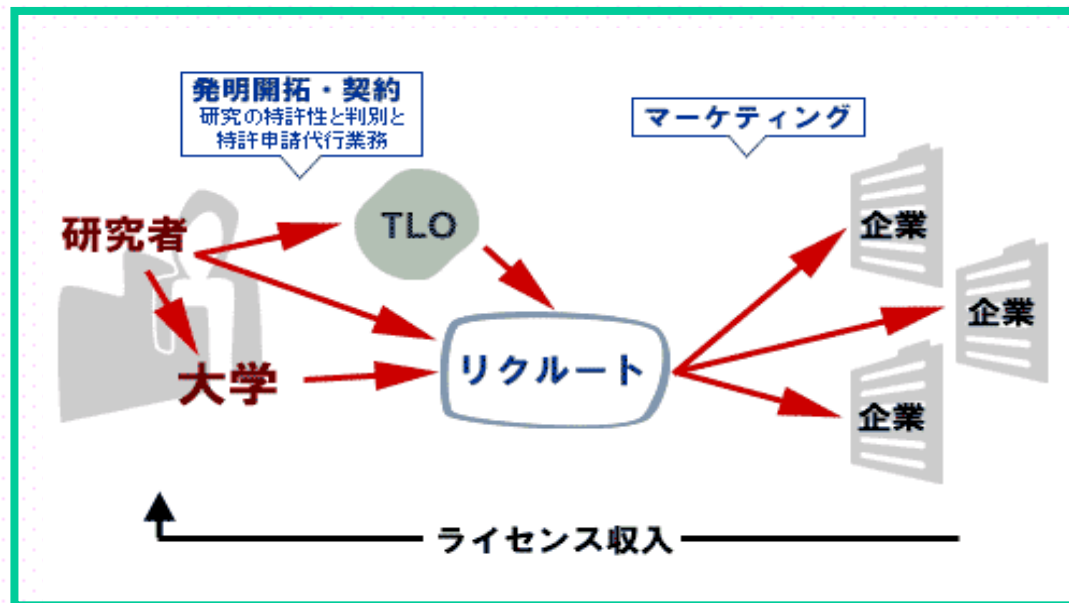 発明開拓・契約
研究の特許性と判別と
特許申請代行業務
マーケティング
研究者
TLO
企業
企業
リクルート
大学
企業
ライセンス収入